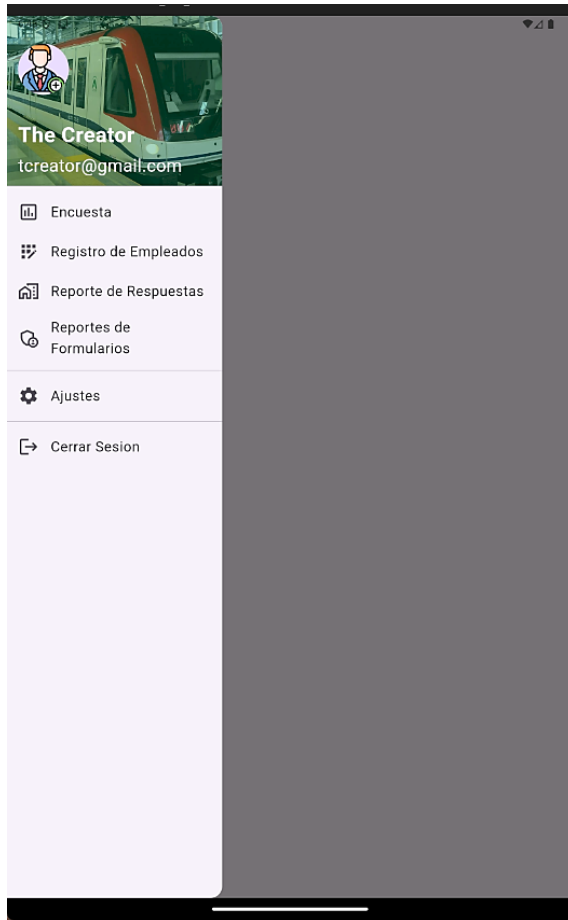 The Creator
tcreator@gmail.com
Encuesta
Registro de Empleados
Reporte de Respuestas
Reportes de
Formularios
Ajustes
Cerrar Sesion